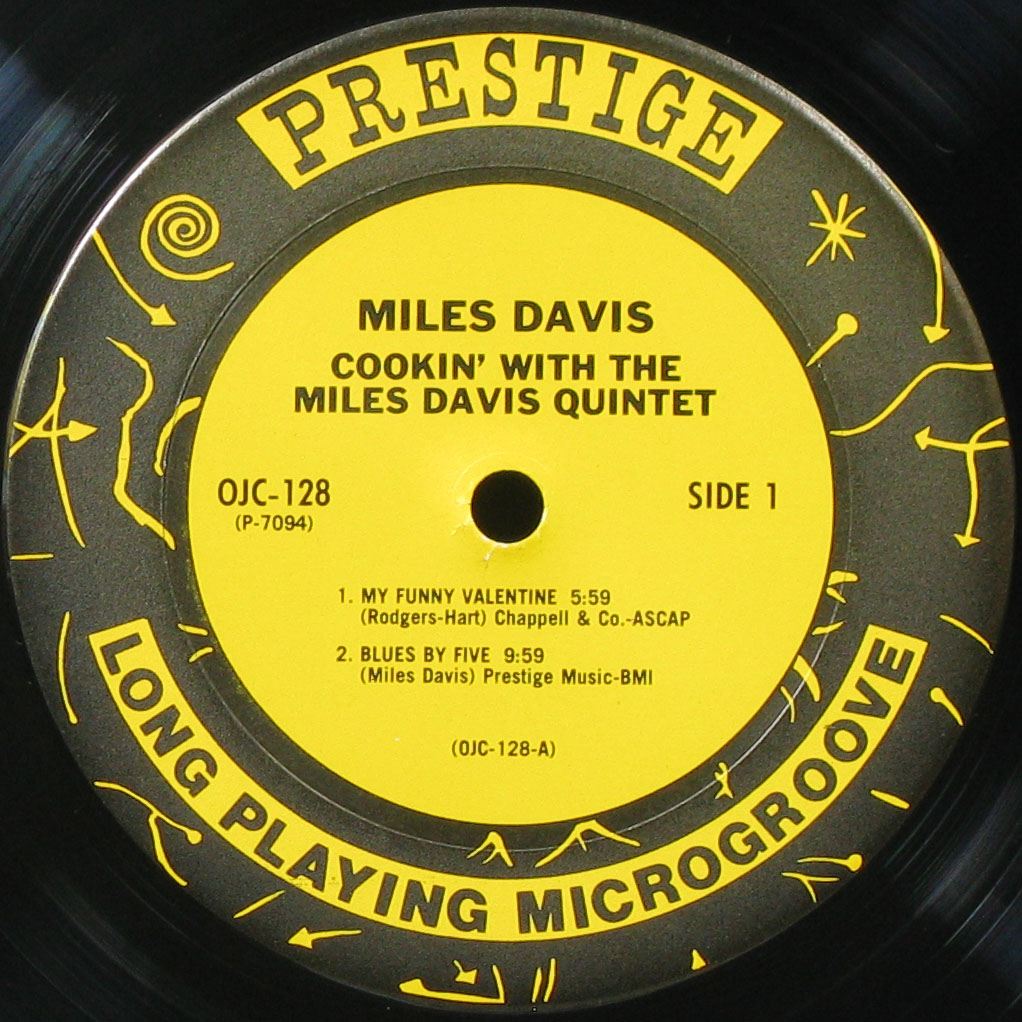 PRESTIGE
MILES DAVIS
COOKIN' WITH THE
MILES DAVIS QUINTET
OJC-128
(P-7094)
SIDE 1
1. MY FUNNY VALENTINE 5:59
(Rodgers-Hart) Chappell & Co.-ASCAP
2. BLUES BY FIVE 9:59
(Miles Davis) Prestige Music-BMI
(OJC-128-A)
LONG PLAYING MICROGROOVE